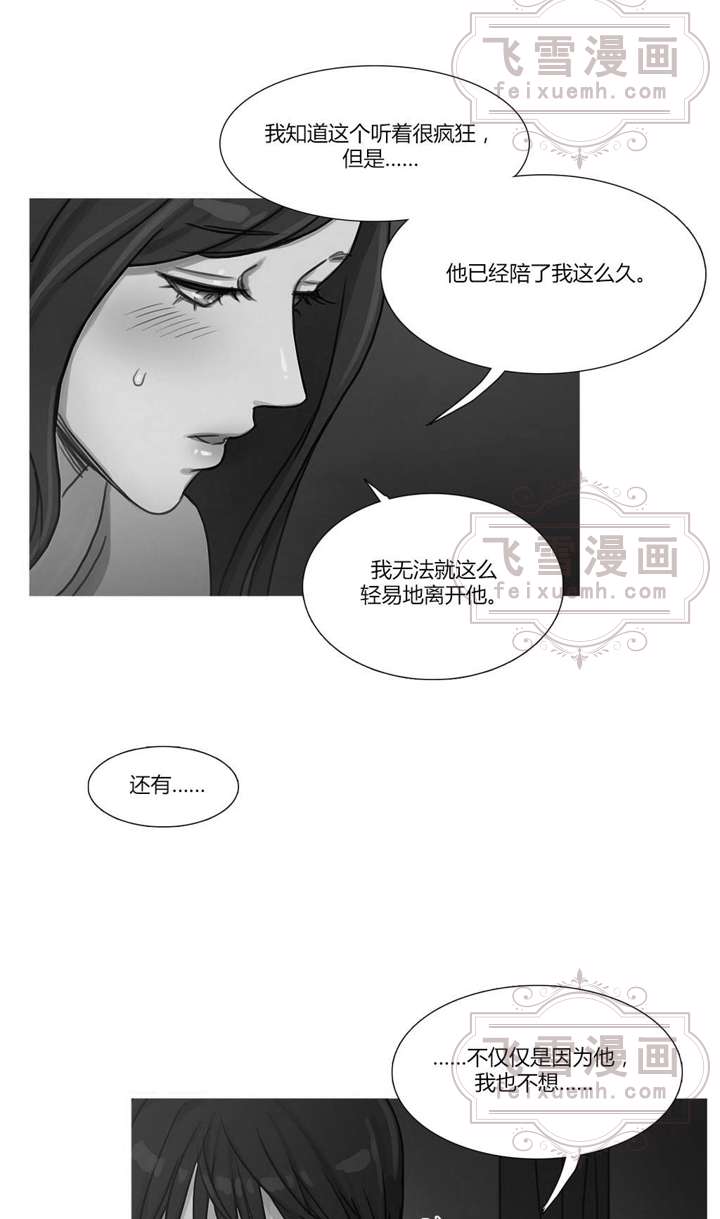 飞雪漫画
feixuemh.com
我知道这个听着很疯狂，
但是……
他已经陪了我这么久。
飞雪漫画
feixuemh.com
我无法就这么
轻易地离开他。
还有……
飞雪漫画
feixuemh.com
……不仅仅是因为他，
我也不想……